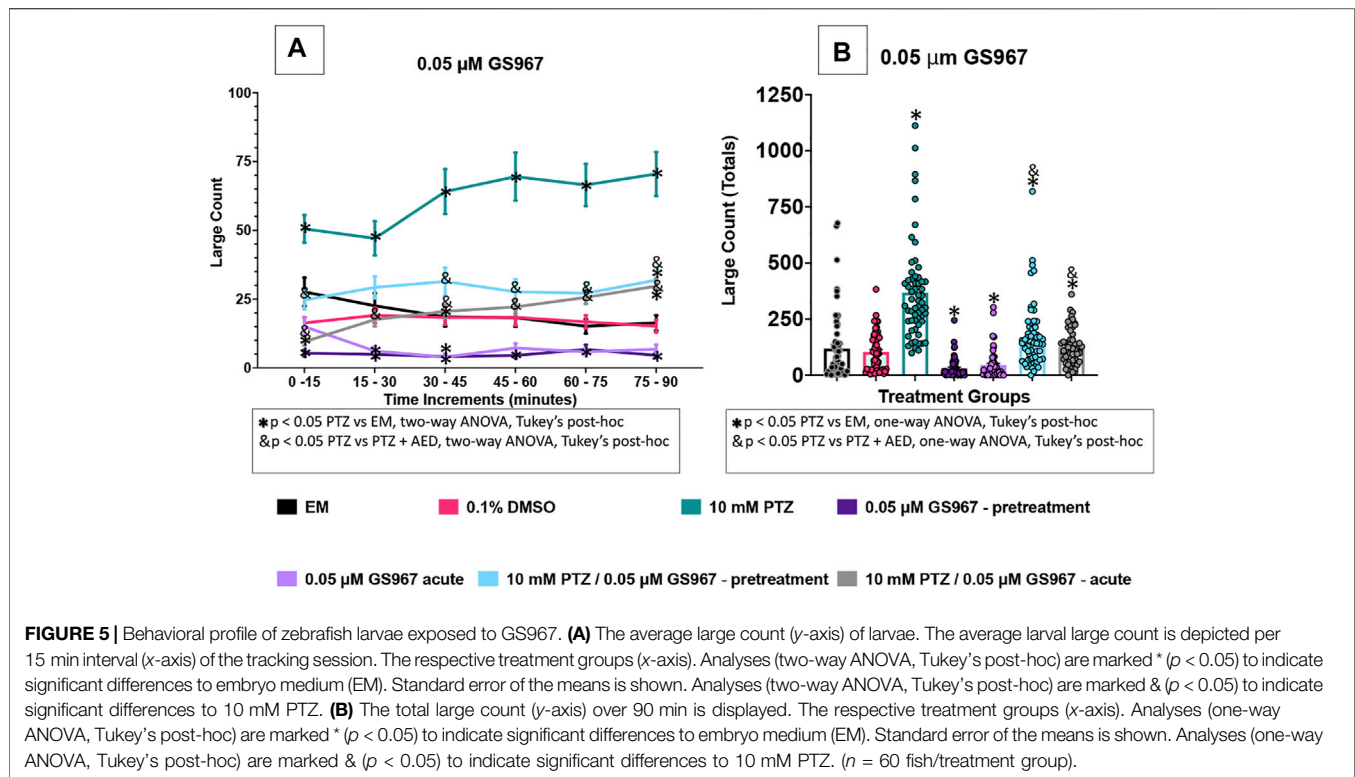 A
0.05 µM GS967
100
75
50
25
0
Large Count
0 -15
15 - 30
30 - 45
45 - 60
60 - 75
75 - 90
Time Increments (minutes)
*p < 0.05 PTZ vs EM, two-way ANOVA, Tukey's post-hoc
& p < 0.05 PTZ vs PTZ + AED, two-way ANOVA, Tukey's post-hoc
B
0.05 µm GS967
1250
1000
750
500
250
0
Large Count (Totals)
Treatment Groups
*p < 0.05 PTZ vs EM, one-way ANOVA, Tukey's post-hoc
& p < 0.05 PTZ vs PTZ + AED, one-way ANOVA, Tukey's post-hoc
EM
0.1% DMSO
10 mM PTZ
0.05 µM GS967 - pretreatment
0.05 µM GS967 acute
10 mM PTZ / 0.05 µM GS967 - pretreatment
10 mM PTZ / 0.05 µM GS967 - acute
FIGURE 5 | Behavioral profile of zebrafish larvae exposed to GS967. (A) The average large count (y-axis) of larvae. The average larval large count is depicted per
15 min interval (x-axis) of the tracking session. The respective treatment groups (x-axis). Analyses (two-way ANOVA, Tukey's post-hoc) are marked * (p < 0.05) to indicate
significant differences to embryo medium (EM). Standard error of the means is shown. Analyses (two-way ANOVA, Tukey's post-hoc) are marked & (p < 0.05) to indicate
significant differences to 10 mM PTZ. (B) The total large count (y-axis) over 90 min is displayed. The respective treatment groups (x-axis). Analyses (one-way
ANOVA, Tukey's post-hoc) are marked * (p < 0.05) to indicate significant differences to embryo medium (EM). Standard error of the means is shown. Analyses (one-way
ANOVA, Tukey's post-hoc) are marked & (p < 0.05) to indicate significant differences to 10 mM PTZ. (n = 60 fish/treatment group).